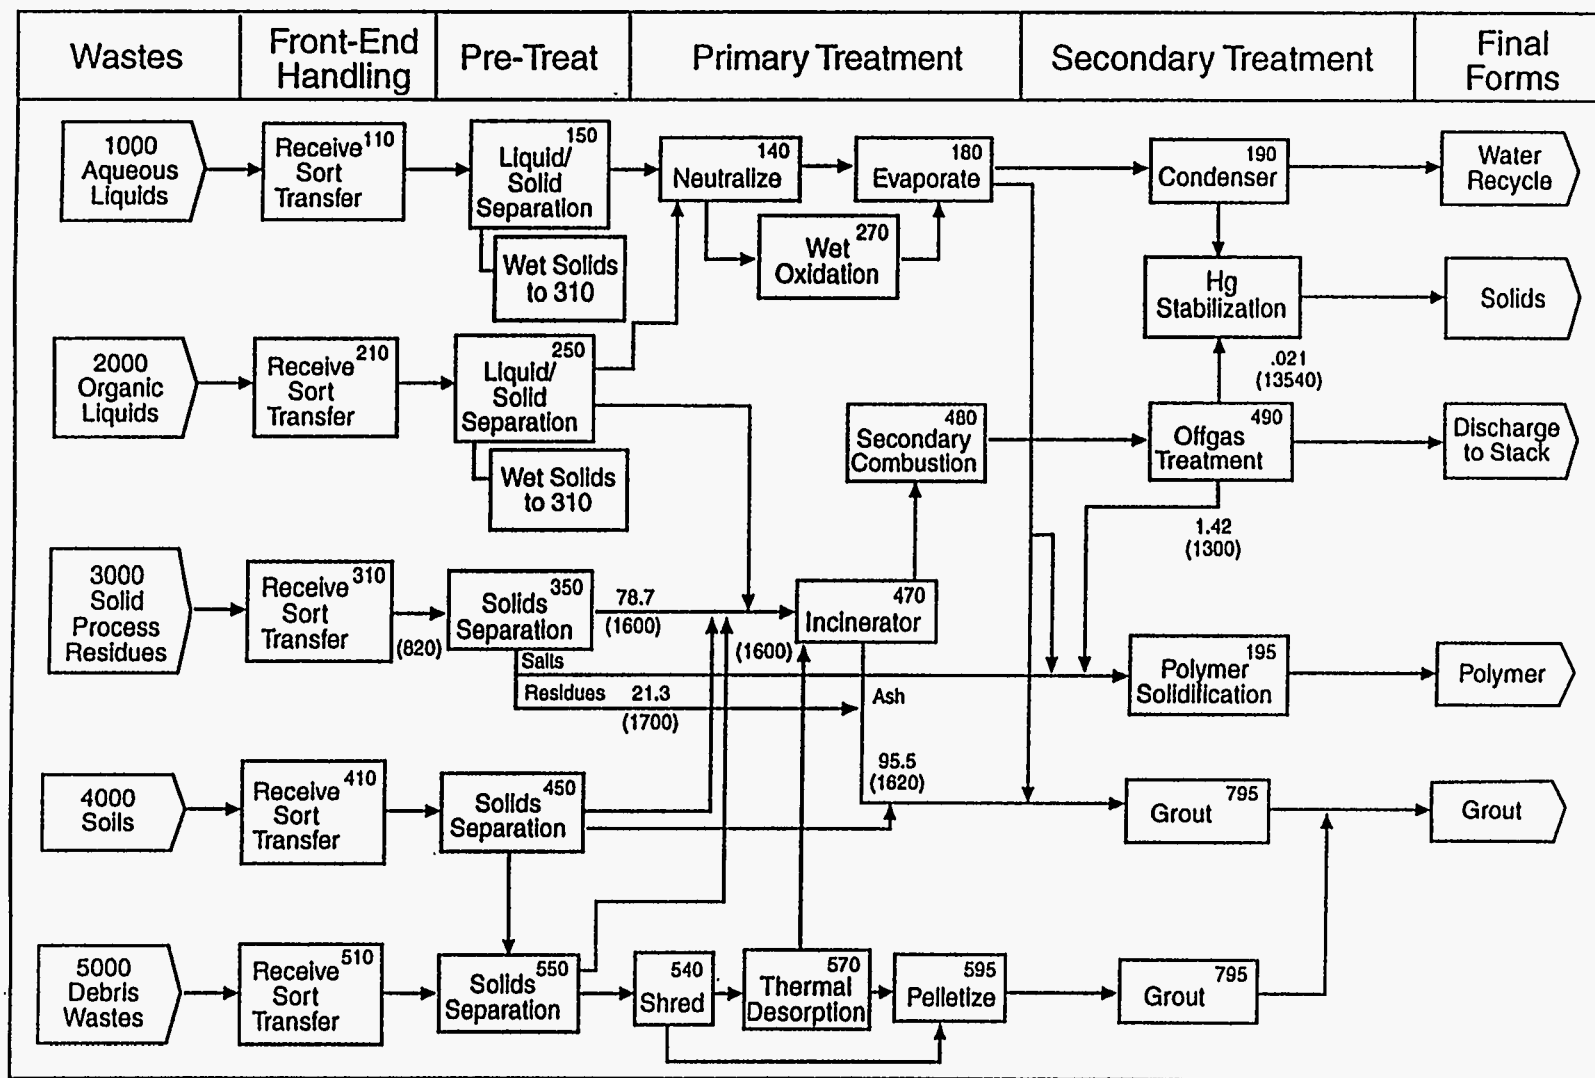 Wastes
Front-End
Handling
Pre-Treat
Primary Treatment
Secondary Treatment
Final
Forms
1000
Aqueous
Liquids
110
Receive
Sort
Transfer
150
Liquid/
Solid
Separation
Wet Solids
to 310
140
Neutralize
180
Evaporate
270
Wet
Oxidation
190
Condenser
Water
Recycle
Hg
Stabilization
Solids
.021
(13540)
2000
Organic
Liquids
210
Receive
Sort
Transfer
250
Liquid/
Solid
Separation
Wet Solids
to 310
480
Secondary
Combustion
490
Offgas
Treatment
Discharge
to Stack
1.42
(1300)
3000
Solid
Process
Residues
310
Receive
Sort
Transfer
(820)
350
Solids
Separation
78.7
(1600)
(1600)
470
Incinerator
Salts
Residues 21.3
(1700)
Ash
195
Polymer
Solidification
Polymer
95.5
(1620)
4000
Soils
410
Receive
Sort
Transfer
450
Solids
Separation
795
Grout
Grout
5000
Debris
Wastes
510
Receive
Sort
Transfer
550
Solids
Separation
540
Shred
570
Thermal
Desorption
595
Pelletize
795
Grout